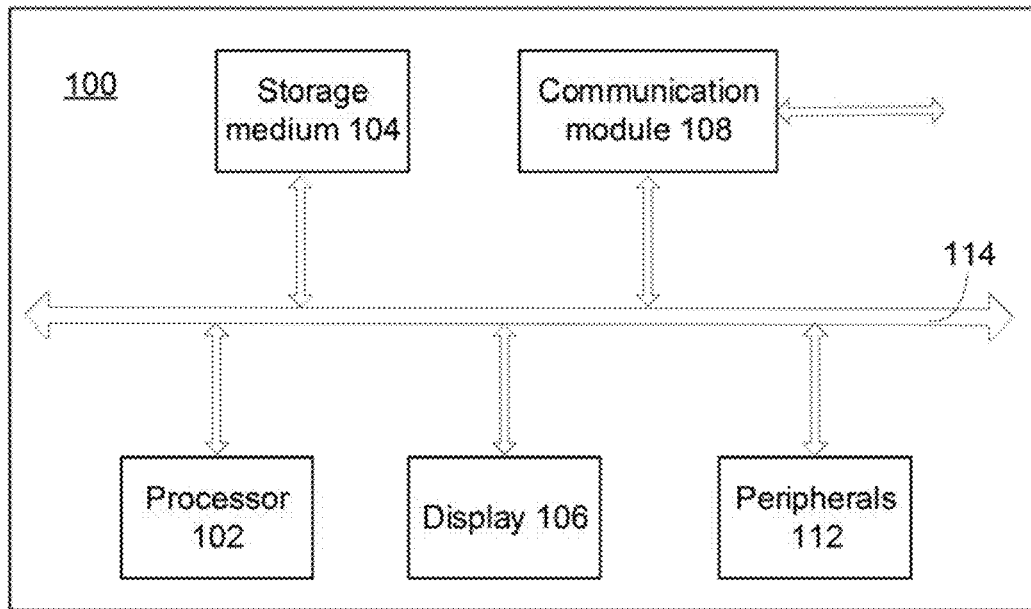 100
Storage
medium 104
Communication
module 108
114
Processor
102
Display 106
Peripherals
112